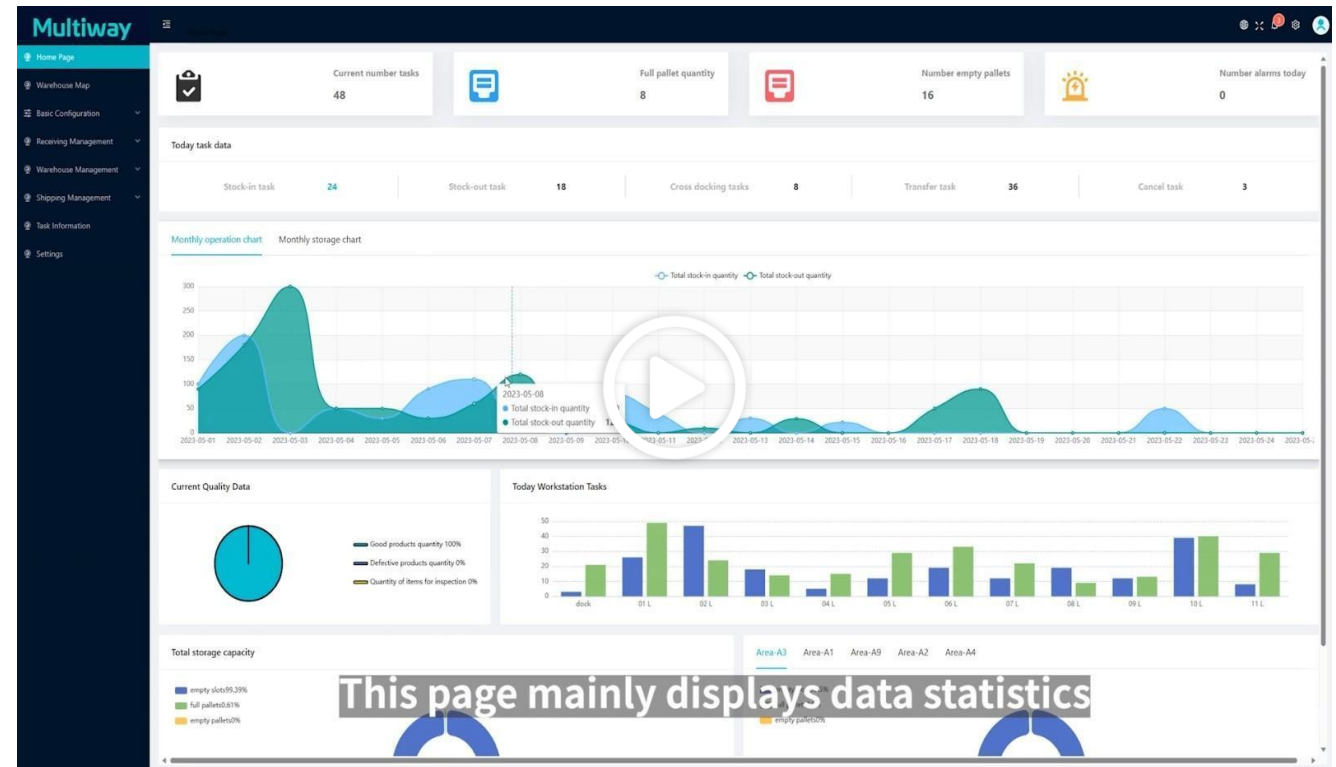 Multiway
3
Home Page
Warehouse Map
Basic Configuration
Receiving Management
Warehouse Management
Shipping Management
Task Information
Settings
Current number tasks
48
Full pallet quantity
8
Number empty pallets
16
Number alarms today
0
Today task data
Stock-in task 24 Stock-out task 18 Cross docking tasks 8 Transfer task 36 Cancel task 3
Monthly operation chart Monthly storage chart
Total stock-in quantity Total stock-out quantity
300
250
200
150
100
50
0
2023-05-08
Total stock-in quantity
Total stock-out quantity
2023-05-01 2023-05-02 2023-05-03 2023-05-04 2023-05-05 2023-05-06 2023-05-07 2023-05-08 2023-05-09 2023-05-11 2023-05-13 2023-05-14 2023-05-15 2023-05-16 2023-05-17 2023-05-18 2023-05-19 2023-05-20 2023-05-21 2023-05-22 2023-05-23 2023-05-24
Current Quality Data
Good products quantity 100%
Defective products quantity 0%
Quantity of items for inspection 0%
Today Workstation Tasks
50
40
30
20
10
0
dock 01 L 02 L 03 L 04 L 05 L 06 L 07 L 08 L 09 L 10 L 11 L
Total storage capacity
empty slots99.39%
full pallets0.61%
empty pallets0%
Area-A3 Area-A1 Area-A9 Area-A2 Area-A4
empty pallets0%
This page mainly displays data statistics